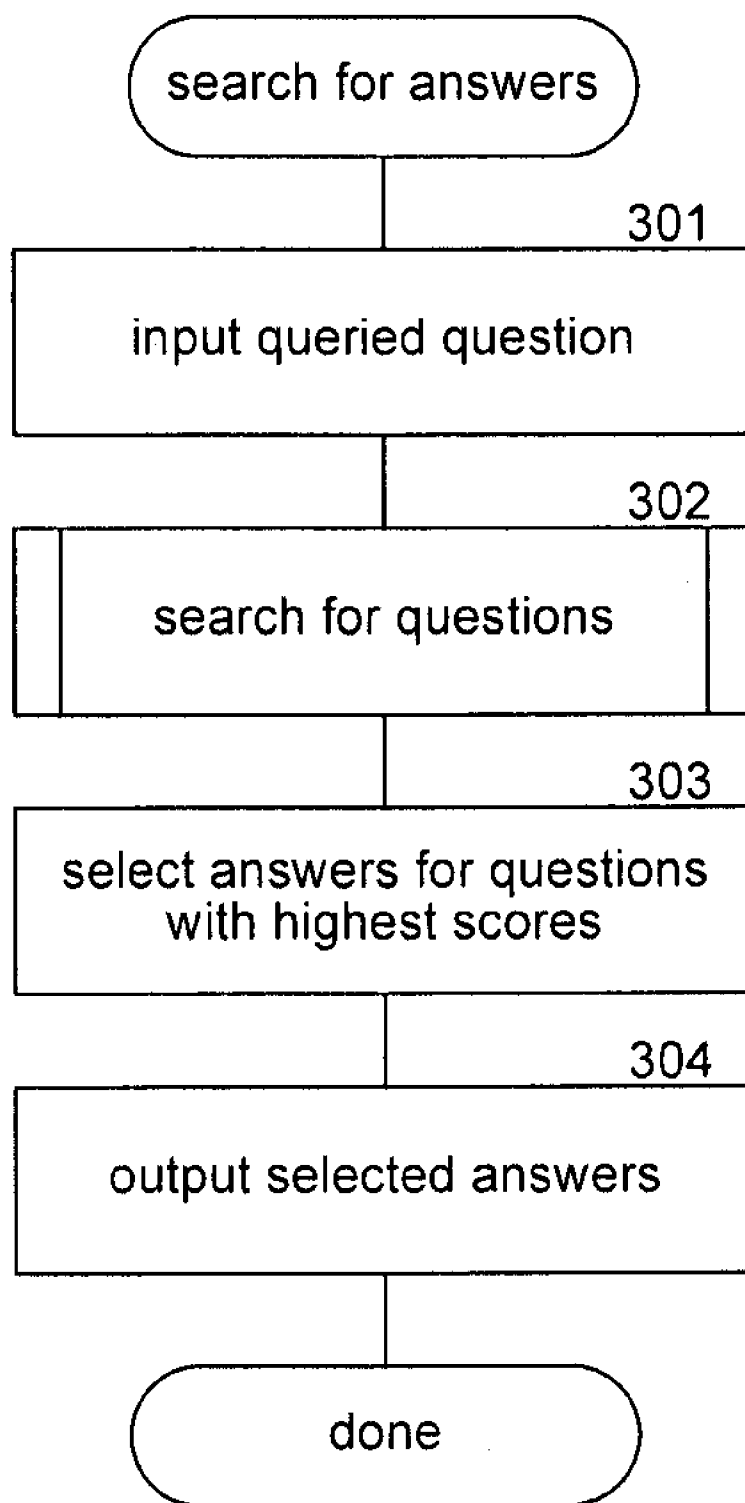 search for answers
301
input queried question
302
search for questions
303
select answers for questions
with highest scores
304
output selected answers
done